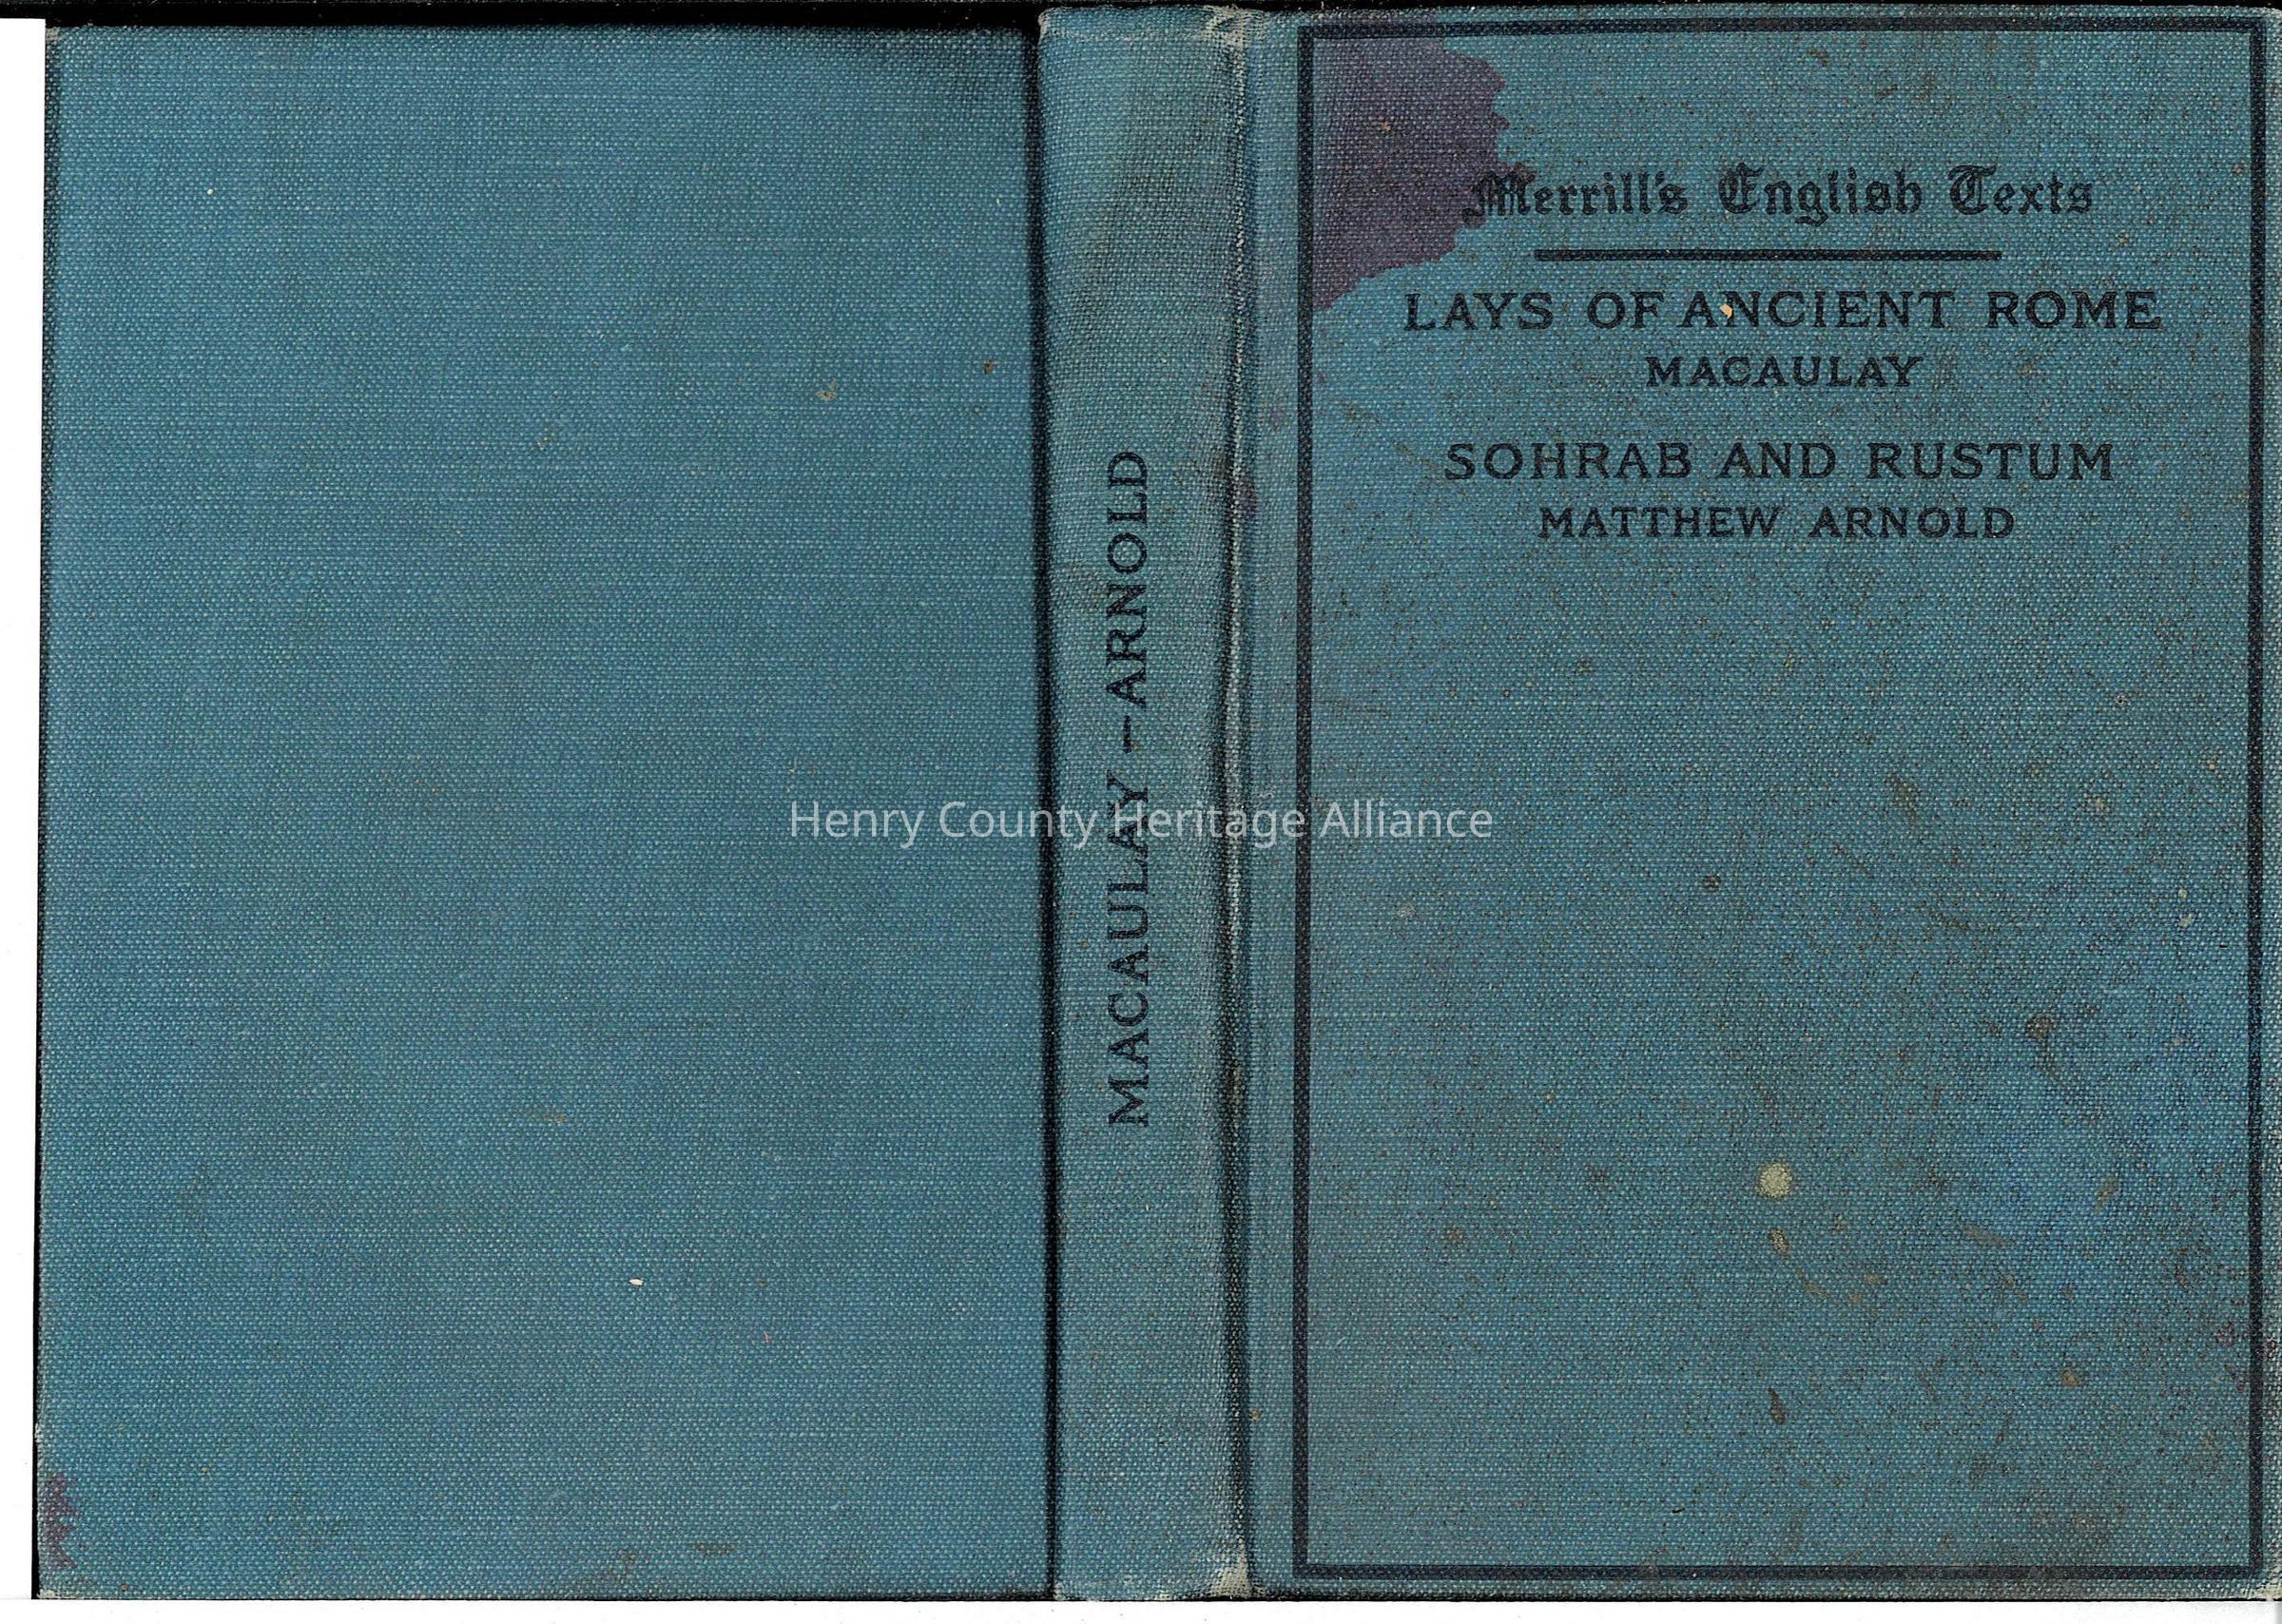 Merrill's English Texts
LAYS OF ANCIENT ROME
MACAULAY
SOHRAB AND RUSTUM
MATTHEW ARNOLD
MACAULAY-ARNOLD
Henry County Heritage Alliance